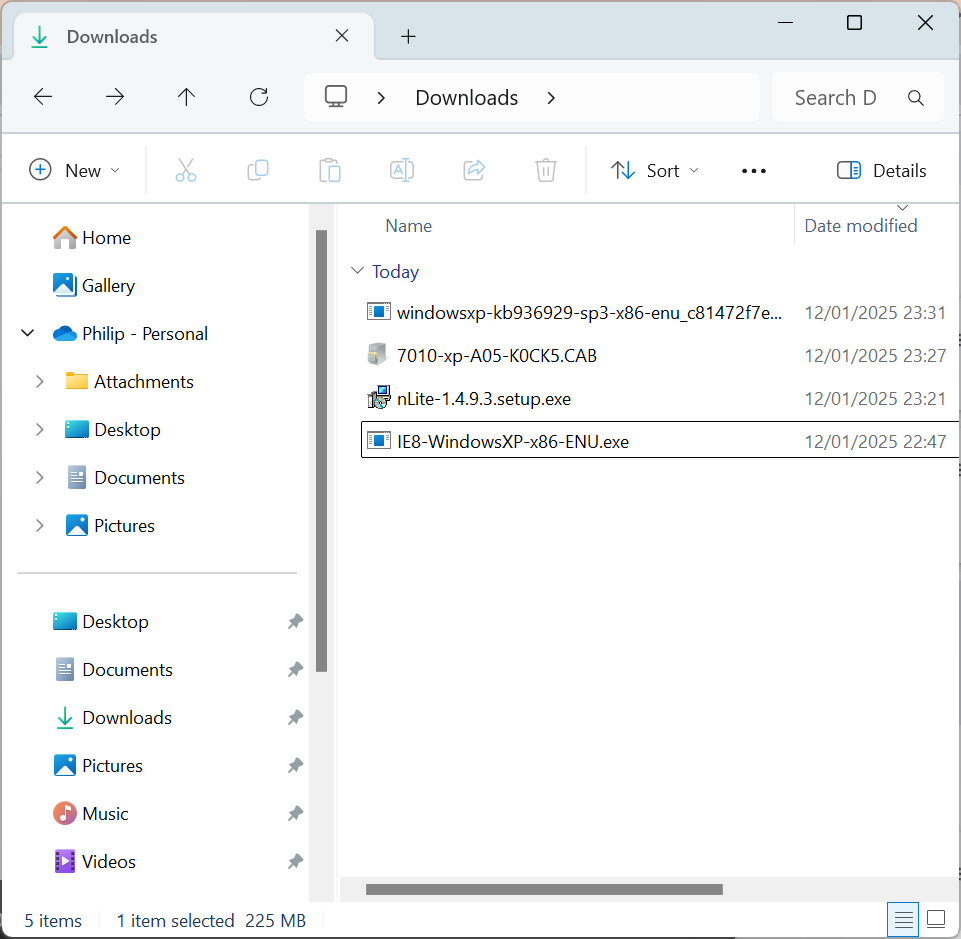 Downloads
Downloads
Search D
New
Sort
Details
Home
Gallery
Philip - Personal
Attachments
Desktop
Documents
Pictures
Desktop
Documents
Downloads
Pictures
Music
Videos
Name Date modified
Today
windowsxp-kb936929-sp3-x86-enu_c81472f7e... 12/01/2025 23:31
7010-xp-A05-K0CK5.CAB 12/01/2025 23:27
nLite-1.4.9.3.setup.exe 12/01/2025 23:21
IE8-WindowsXP-x86-ENU.exe 12/01/2025 22:47
5 items 1 item selected 225 MB